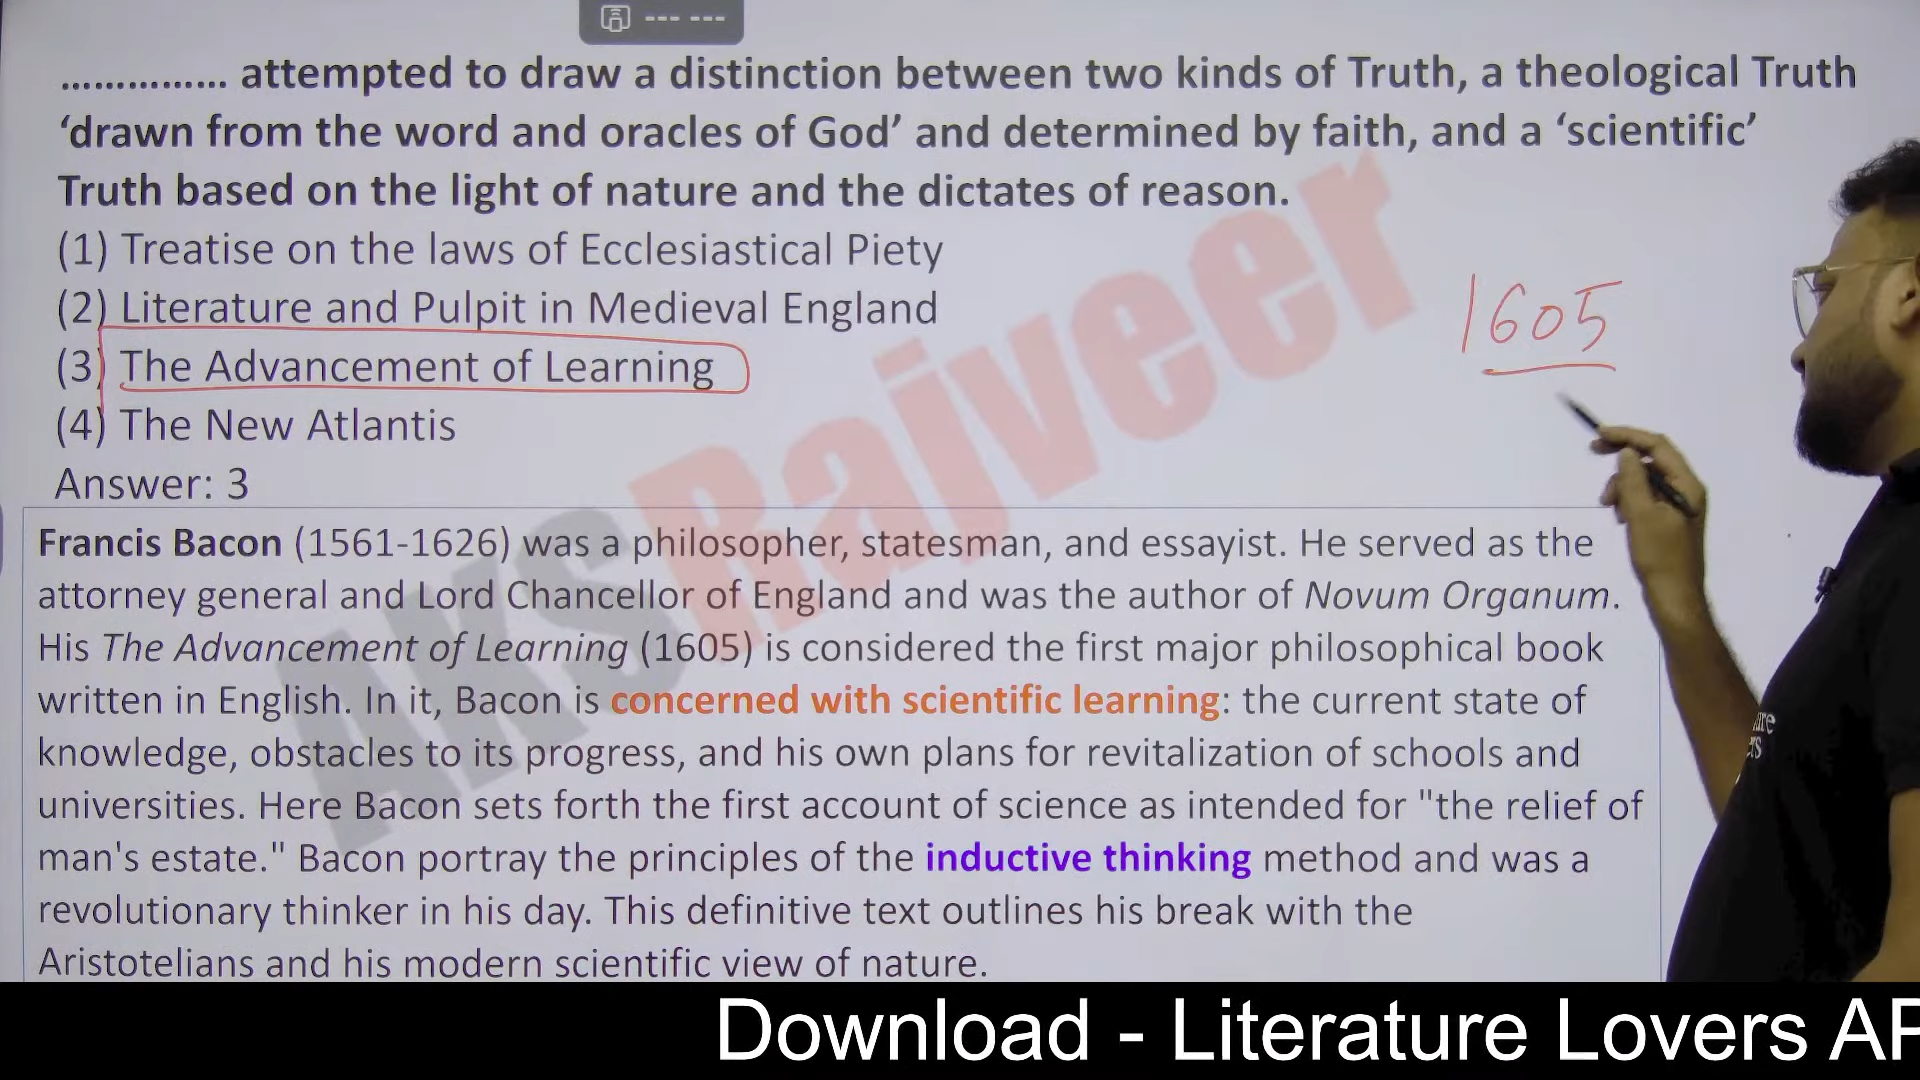 --- ---
…………… attempted to draw a distinction between two kinds of Truth, a theological Truth
‘drawn from the word and oracles of God’ and determined by faith, and a ‘scientific’
Truth based on the light of nature and the dictates of reason.
(1) Treatise on the laws of Ecclesiastical Piety
(2) Literature and Pulpit in Medieval England
1605
(3) The Advancement of Learning
(4) The New Atlantis
Answer: 3
AKSRajveer
Francis Bacon (1561-1626) was a philosopher, statesman, and essayist. He served as the
attorney general and Lord Chancellor of England and was the author of Novum Organum.
His The Advancement of Learning (1605) is considered the first major philosophical book
written in English. In it, Bacon is concerned with scientific learning: the current state of
knowledge, obstacles to its progress, and his own plans for revitalization of schools and
universities. Here Bacon sets forth the first account of science as intended for "the relief of
man's estate." Bacon portray the principles of the inductive thinking method and was a
revolutionary thinker in his day. This definitive text outlines his break with the
Aristotelians and his modern scientific view of nature.
Download - Literature Lovers AP